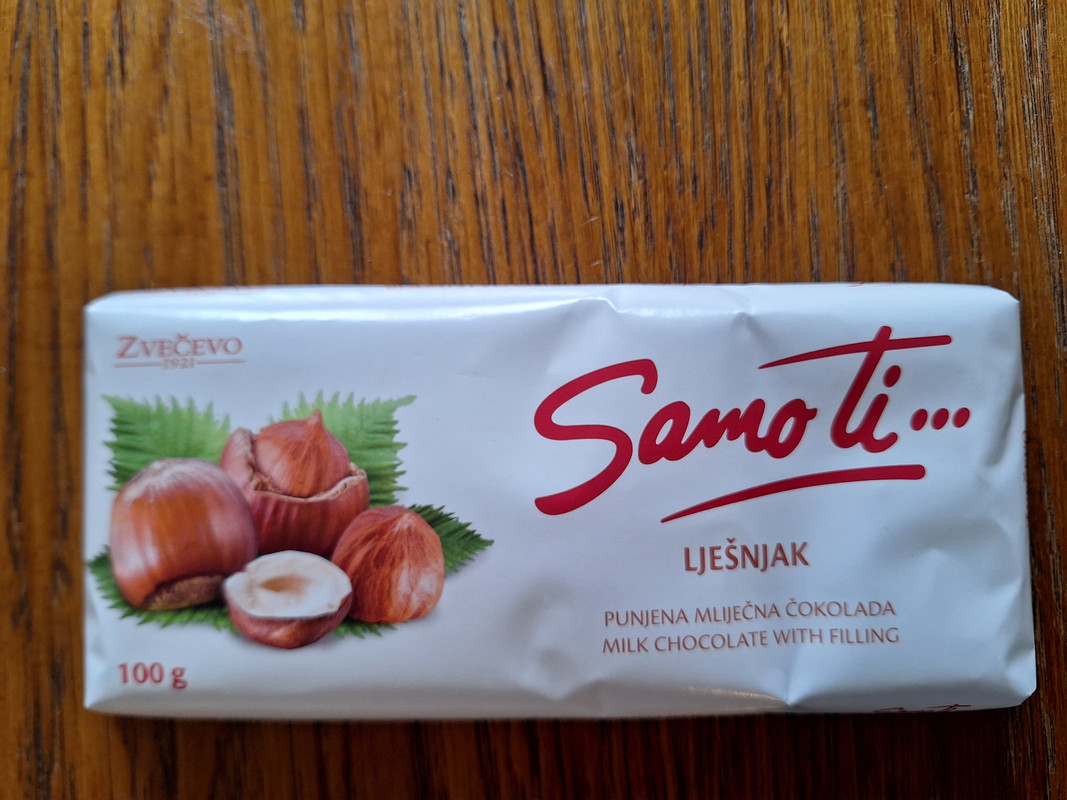 ZVEČEVO
1921
Samo ti...
LJEŠNJAK
PUNJENA MLIJEČNA ČOKOLADA
MILK CHOCOLATE WITH FILLING
100 g